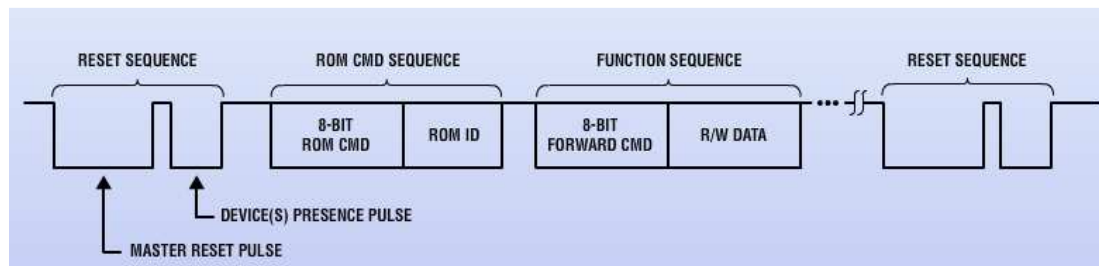 RESET SEQUENCE
ROM CMD SEQUENCE
FUNCTION SEQUENCE
RESET SEQUENCE
8-BIT
ROM CMD
ROM ID
8-BIT
FORWARD CMD
R/W DATA
DEVICE(S) PRESENCE PULSE
MASTER RESET PULSE